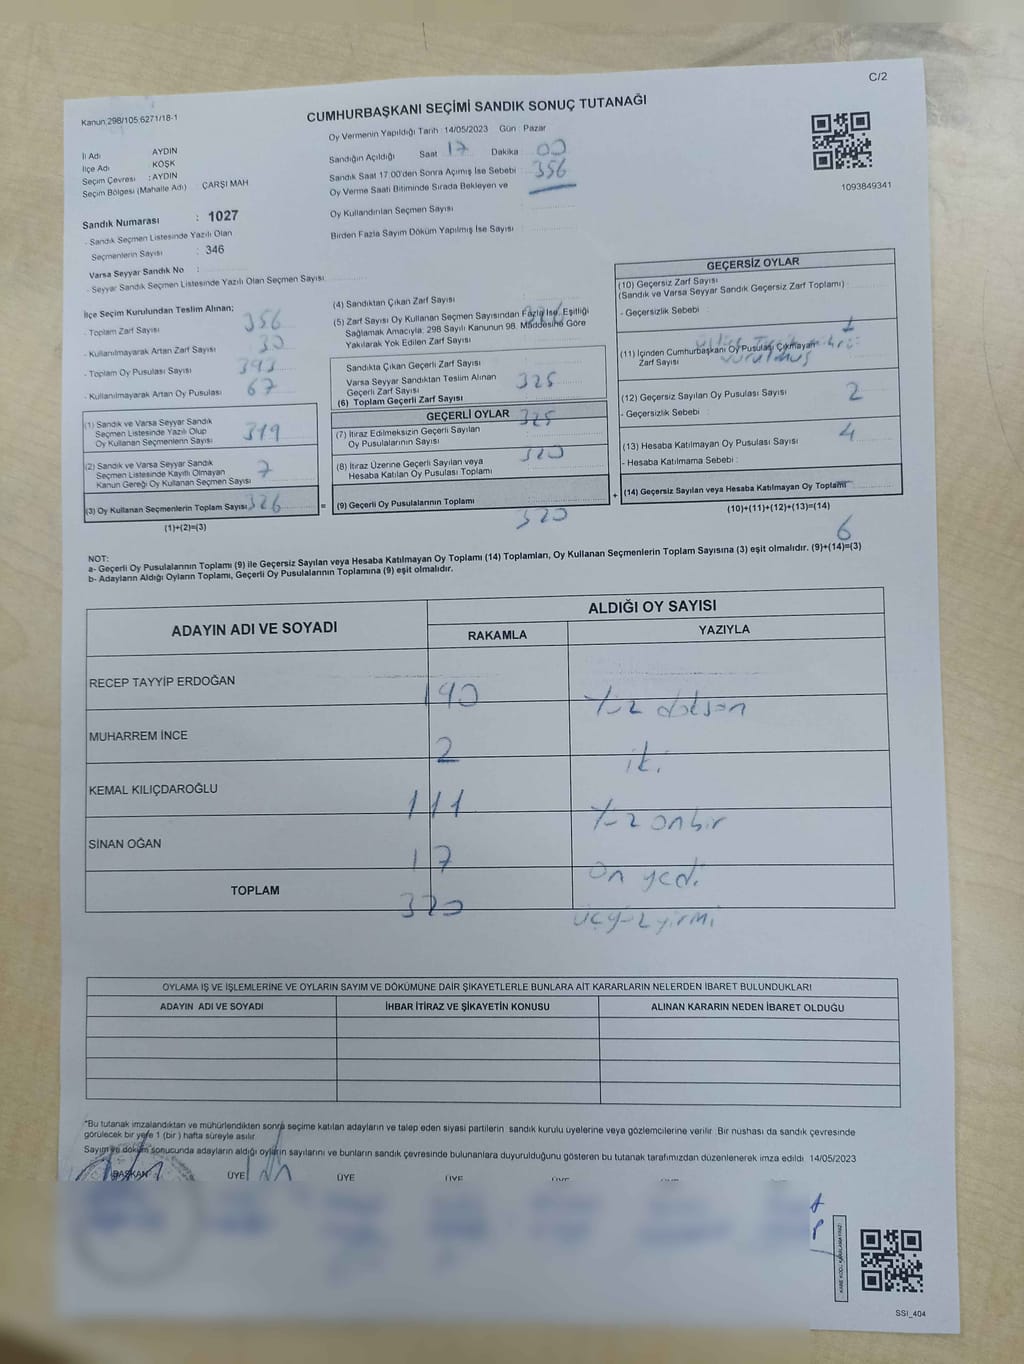 C/2
Kanun.298/105.6271/18-1
CUMHURBAŞKANI SEÇİMİ SANDIK SONUÇ TUTANAĞI
Oy Vermenin Yapıldığı Tarih : 14/05/2023 Gün : Pazar
İl Adı AYDIN
İlçe Adı KÖŞK
Seçim Çevresi : AYDIN
Seçim Bölgesi (Mahalle Adı) ÇARŞI MAH
Sandığın Açıldığı Saat 17 Dakika 00
Sandık Saat 17.00'den Sonra Açımış İse Sebebi : 356
Oy Verme Saati Bitiminde Sırada Bekleyen ve
Oy Kullandırılan Seçmen Sayısı
Birden Fazla Sayım Döküm Yapılmış İse Sayısı :
1093849341
Sandık Numarası : 1027
- Sandık Seçmen Listesinde Yazılı Olan
Seçmenlerin Sayısı : 346
Varsa Seyyar Sandık No :
- Seyyar Sandık Seçmen Listesinde Yazılı Olan Seçmen Sayısı
İlçe Seçim Kurulundan Teslim Alınan:
- Toplam Zarf Sayısı 356
- Kullanılmayarak Artan Zarf Sayısı 30
- Toplam Oy Pusulası Sayısı 393
- Kullanılmayarak Artan Oy Pusulası 67
(1) Sandık ve Varsa Seyyar Sandık
Seçmen Listesinde Yazılı Olup
Oy Kullanan Seçmenlerin Sayısı 319
(2) Sandık ve Varsa Seyyar Sandık
Seçmen Listesinde Kayıtlı Olmayan
Kanun Gereği Oy Kullanan Seçmen Sayısı 7
(3) Oy Kullanan Seçmenlerin Toplam Sayısı 326
=
(1)+(2)=(3)
(4) Sandıktan Çıkan Zarf Sayısı
326
(5) Zarf Sayısı Oy Kullanan Seçmen Sayısından Fazla İse, Eşitliği
Sağlamak Amacıyla, 298 Sayılı Kanunun 98. Maddesine Göre
Yakılarak Yok Edilen Zarf Sayısı
Sandıkta Çıkan Geçerli Zarf Sayısı
Varsa Seyyar Sandıktan Teslim Alınan
Geçerli Zarf Sayısı 325
(6) Toplam Geçerli Zarf Sayısı
GEÇERLİ OYLAR 325
(7) İtiraz Edilmeksizin Geçerli Sayılan
Oy Pusulalarının Sayısı
320
(8) İtiraz Üzerine Geçerli Sayılan veya
Hesaba Katılan Oy Pusulası Toplamı
(9) Geçerli Oy Pusulalarının Toplamı
320
+
GEÇERSİZ OYLAR
(10) Geçersiz Zarf Sayısı
(Sandık ve Varsa Seyyar Sandık Geçersiz Zarf Toplamı)
- Geçersizlik Sebebi :
(11) İçinden Cumhurbaşkanı Oy Pusulası Çıkmayan
Zarf Sayısı
(12) Geçersiz Sayılan Oy Pusulası Sayısı 2
- Geçersizlik Sebebi :
(13) Hesaba Katılmayan Oy Pusulası Sayısı 4
- Hesaba Katılmama Sebebi :
(14) Geçersiz Sayılan veya Hesaba Katılmayan Oy Toplamı
(10)+(11)+(12)+(13)=(14)
6
NOT:
a- Geçerli Oy Pusulalarının Toplamı (9) ile Geçersiz Sayılan veya Hesaba Katılmayan Oy Toplamı (14) Toplamları, Oy Kullanan Seçmenlerin Toplam Sayısına (3) eşit olmalıdır. (9)+(14)=(3)
b- Adayların Aldığı Oyların Toplamı, Geçerli Oy Pusulalarının Toplamına (9) eşit olmalıdır.
ADAYIN ADI VE SOYADI ALDIĞI OY SAYISI
RAKAMLA YAZIYLA
RECEP TAYYİP ERDOĞAN 190 yüz doksan
MUHARREM İNCE 2 iki
KEMAL KILIÇDAROĞLU 111 yüz onbir
SİNAN OĞAN 17 on yedi
TOPLAM 320 üçyüzyirmi
OYLAMA İŞ VE İŞLEMLERİNE VE OYLARIN SAYIM VE DÖKÜMÜNE DAİR ŞİKAYETLERLE BUNLARA AİT KARARLARIN NELERDEN İBARET BULUNDUKLARI
ADAYIN ADI VE SOYADI İHBAR İTİRAZ VE ŞİKAYETİN KONUSU ALINAN KARARIN NEDEN İBARET OLDUĞU
"Bu tutanak imzalandıktan ve mühürlendikten sonra seçime katılan adayların ve talep eden siyasi partilerin sandık kurulu üyelerine veya gözlemcilerine verilir. Bir nüshası da sandık çevresinde
görülecek bir yere 1 (bir ) hafta süreyle asılır.
Sayım ve döküm sonucunda adayların aldığı oyların sayılarını ve bunların sandık çevresinde bulunanlara duyurulduğunu gösteren bu tutanak tarafımızdan düzenlenerek imza edildi. 14/05/2023
BAŞKAN ÜYE ÜYE ÜYE
SSI_404